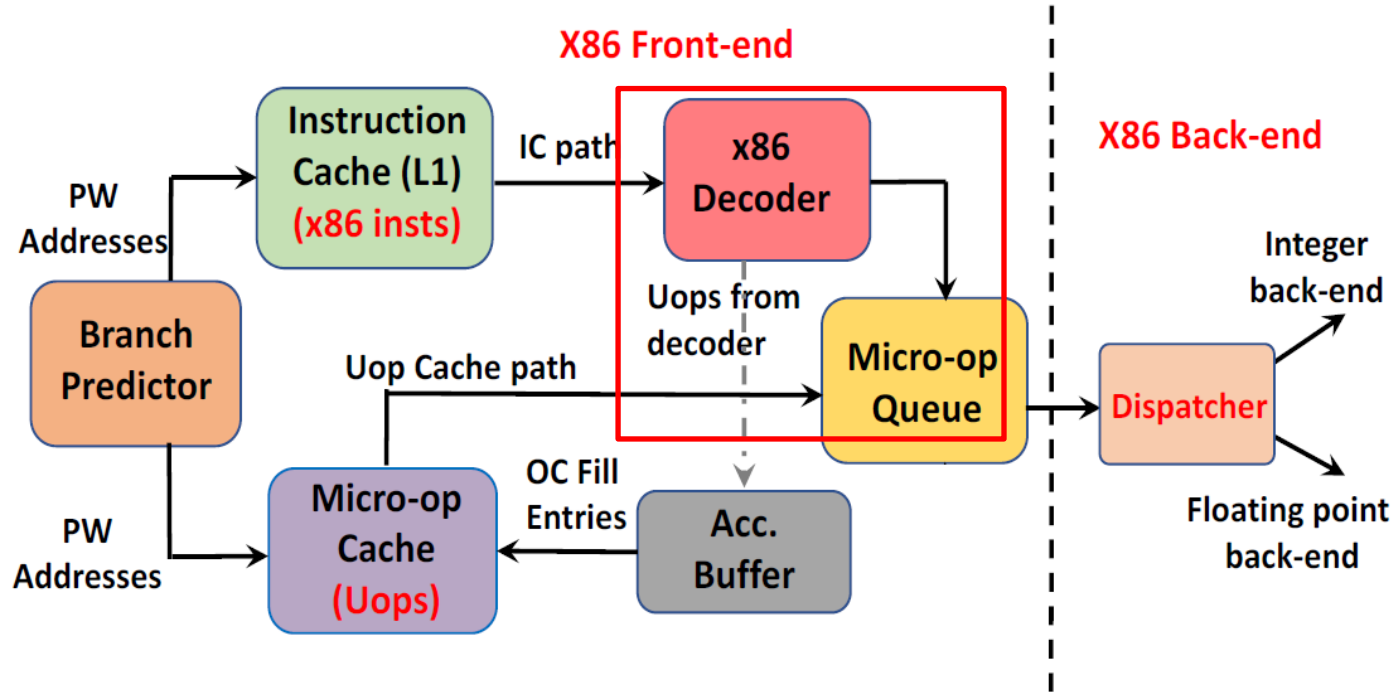 X86 Front-end
X86 Back-end
Instruction
Cache (L1)
(x86 insts)
IC path
x86
Decoder
PW
Addresses
Branch
Predictor
Uops from
decoder
Uop Cache path
Micro-op
Queue
Integer
back-end
Dispatcher
Floating point
back-end
PW
Addresses
Micro-op
Cache
(Uops)
OC Fill
Entries
Acc.
Buffer